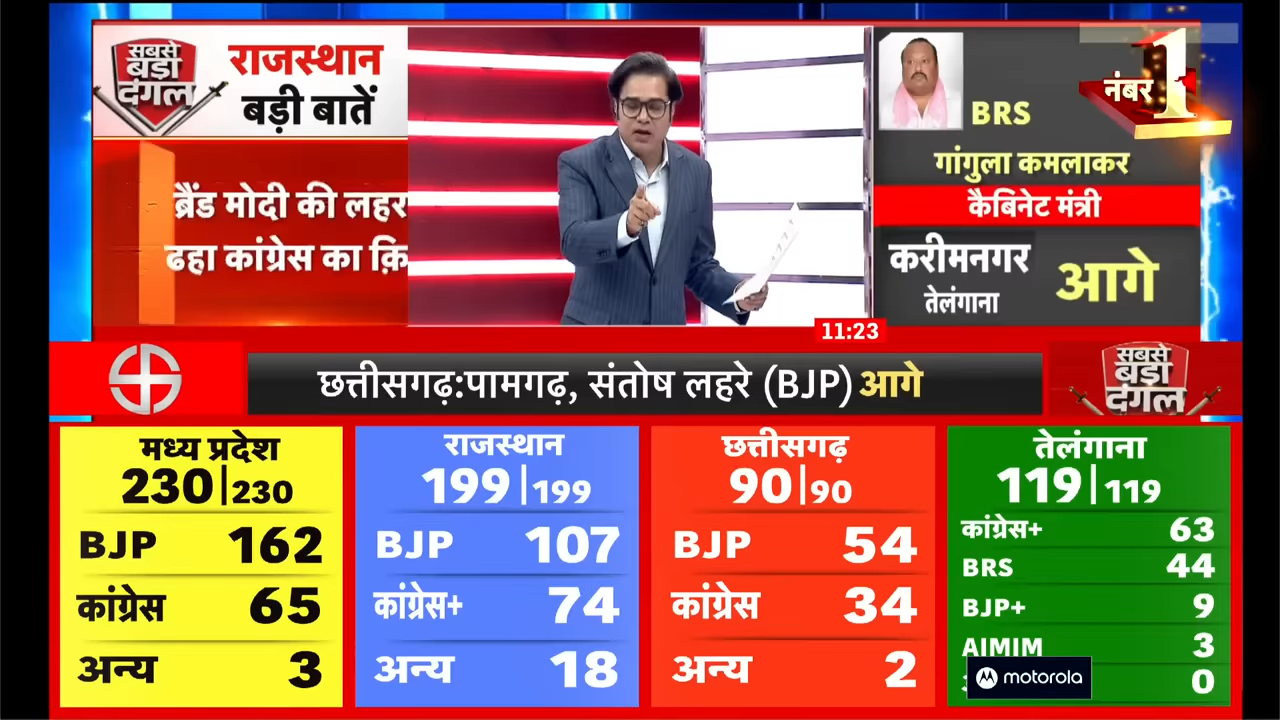 सबसे
बड़ा
दंगल
राजस्थान
बड़ी बातें
ब्रैंड मोदी की लहर
ढहा कांग्रेस का क़ि
BRS
गांगुला कमलाकर
कैबिनेट मंत्री
करीमनगर
तेलंगाना
आगे
नंबर 1
11:23
छत्तीसगढ़:पामगढ़, संतोष लहरे (BJP) आगे
सबसे
बड़ा
दंगल
मध्य प्रदेश
230|230
BJP 162
कांग्रेस 65
अन्य 3
राजस्थान
199|199
BJP 107
कांग्रेस+ 74
अन्य 18
छत्तीसगढ़
90|90
BJP 54
कांग्रेस 34
अन्य 2
तेलंगाना
119|119
कांग्रेस+ 63
BRS 44
BJP+ 9
AIMIM 3
0
motorola